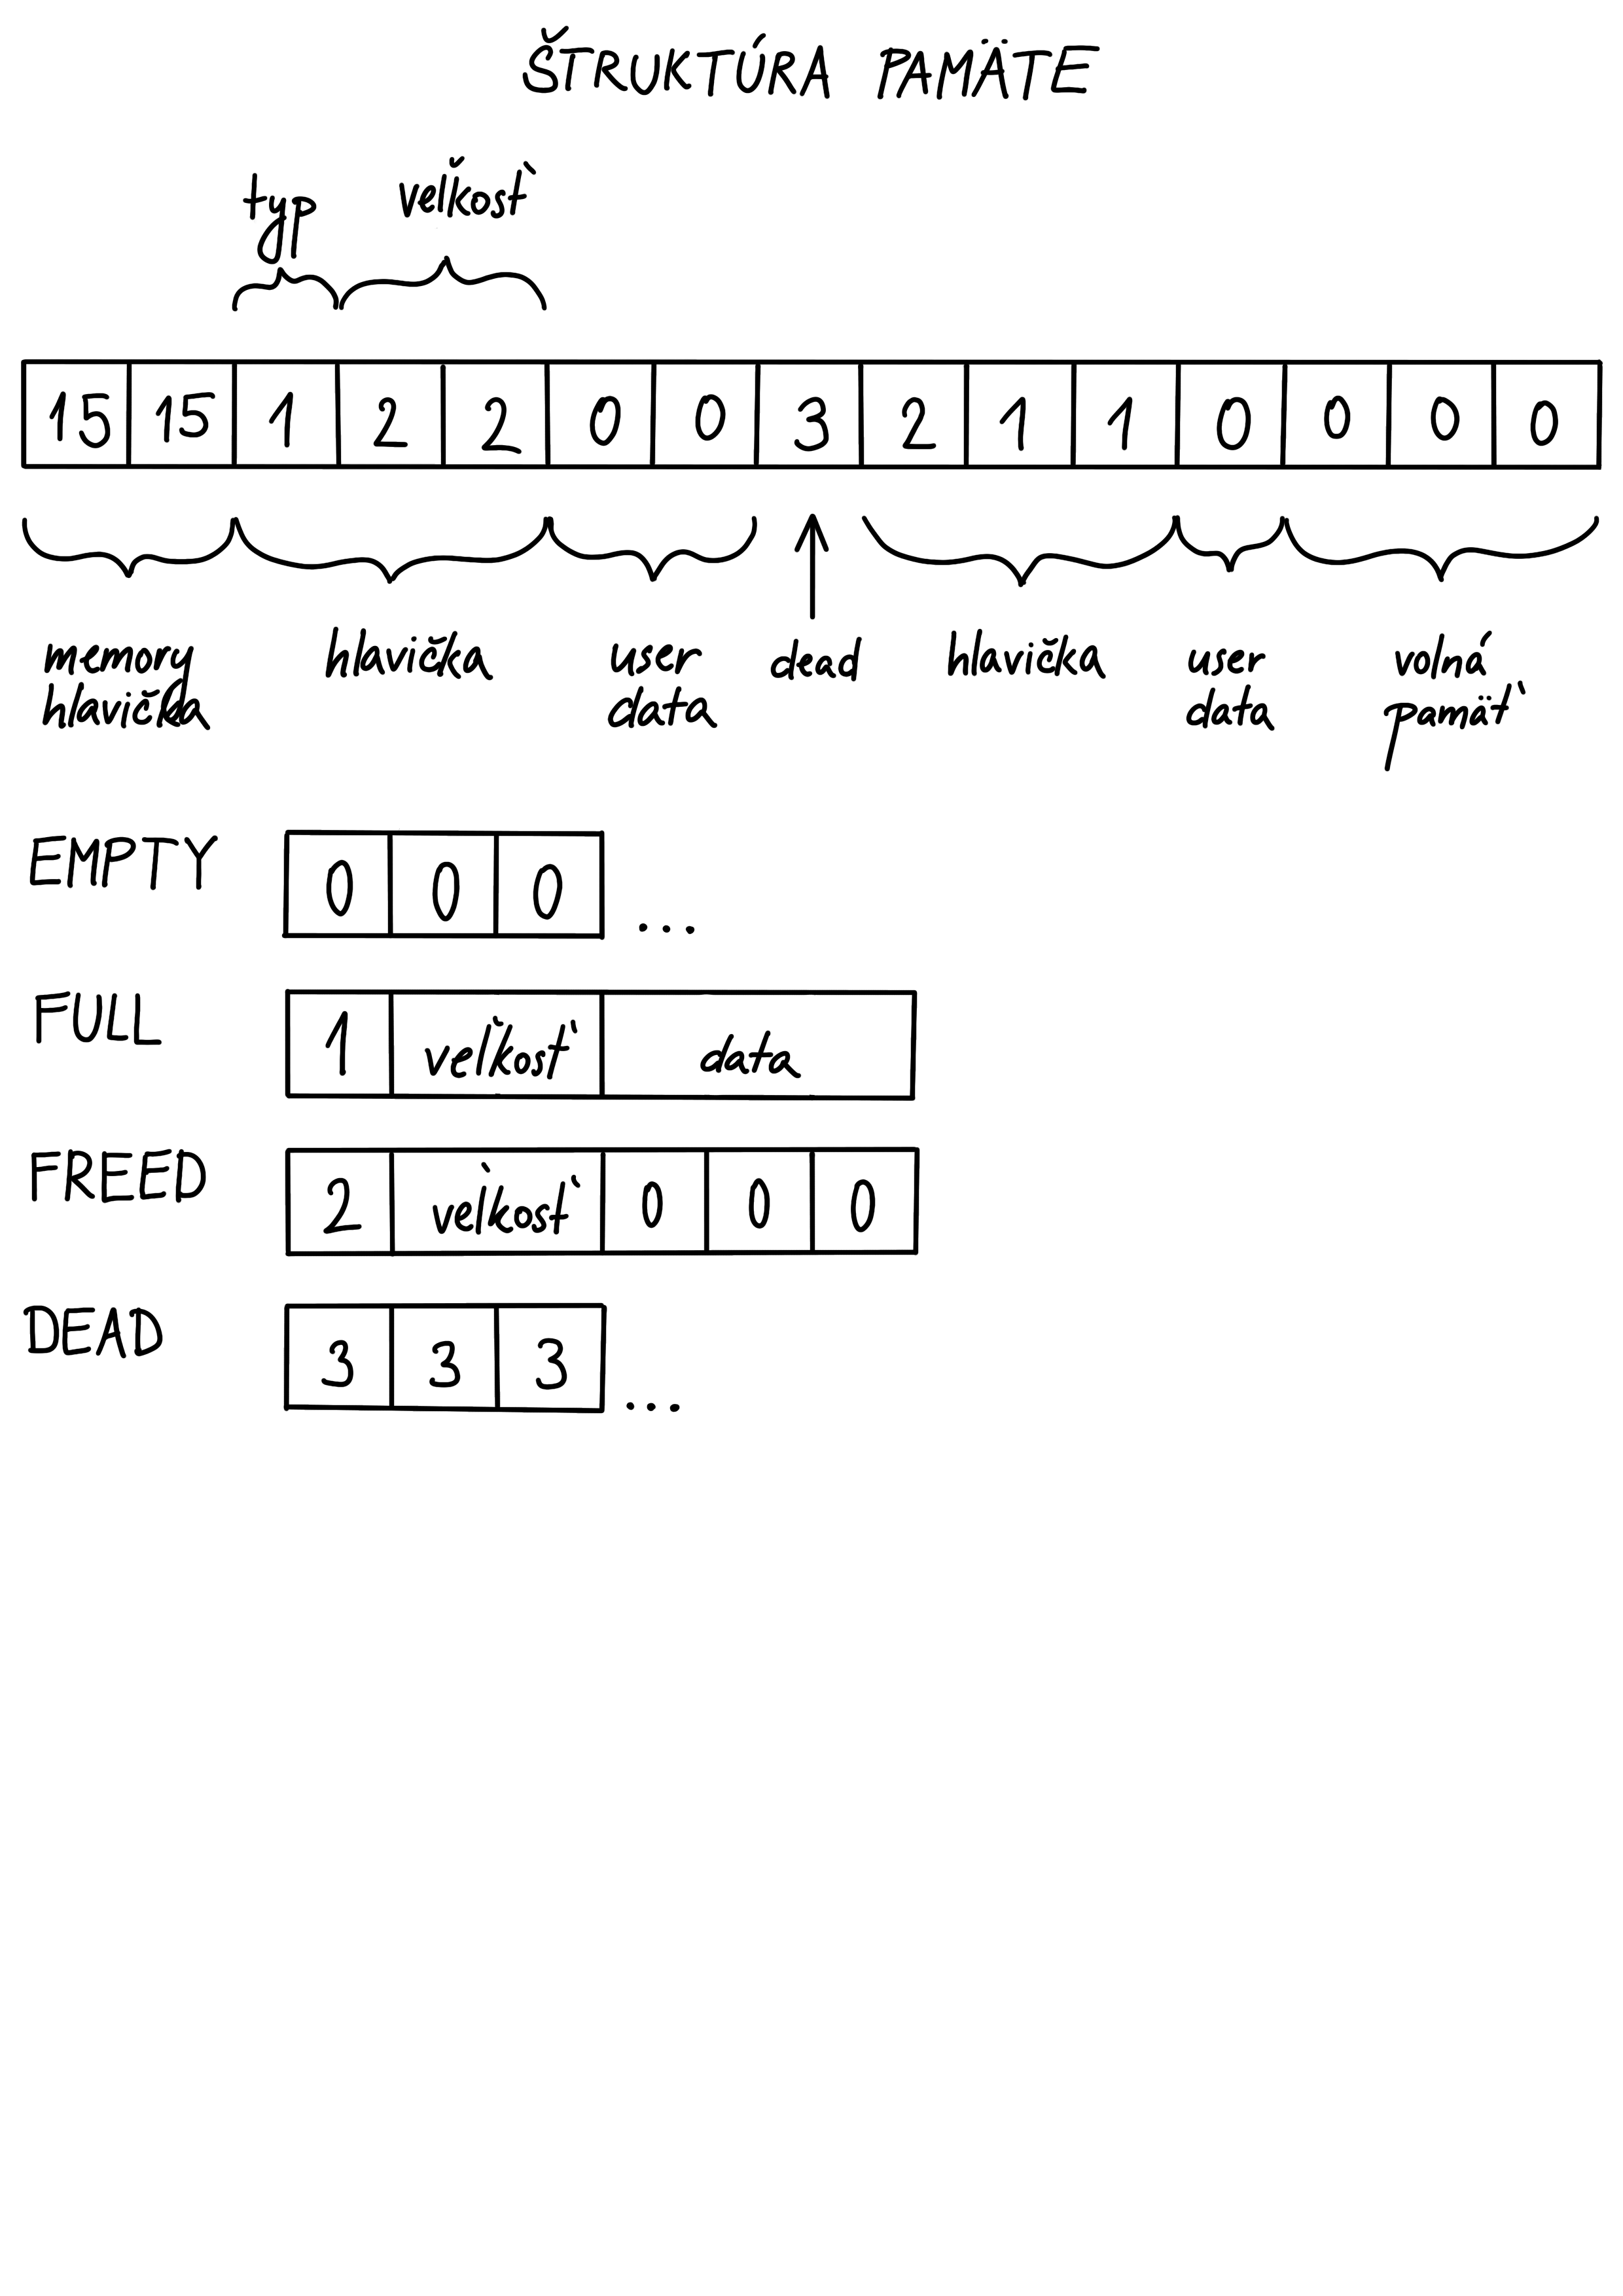 ŠTRUKTÚRA PAMÄTE
typ veľkosť
15 15 1 2 2 0 0 3 2 1 1 0 0 0 0
memory hlavička user dead hlavička user volná
hlavička data data pamäť
EMPTY 0 0 0 ...
FULL 1 veľkosť data
FREED 2 veľkosť 0 0 0
DEAD 3 3 3 ...